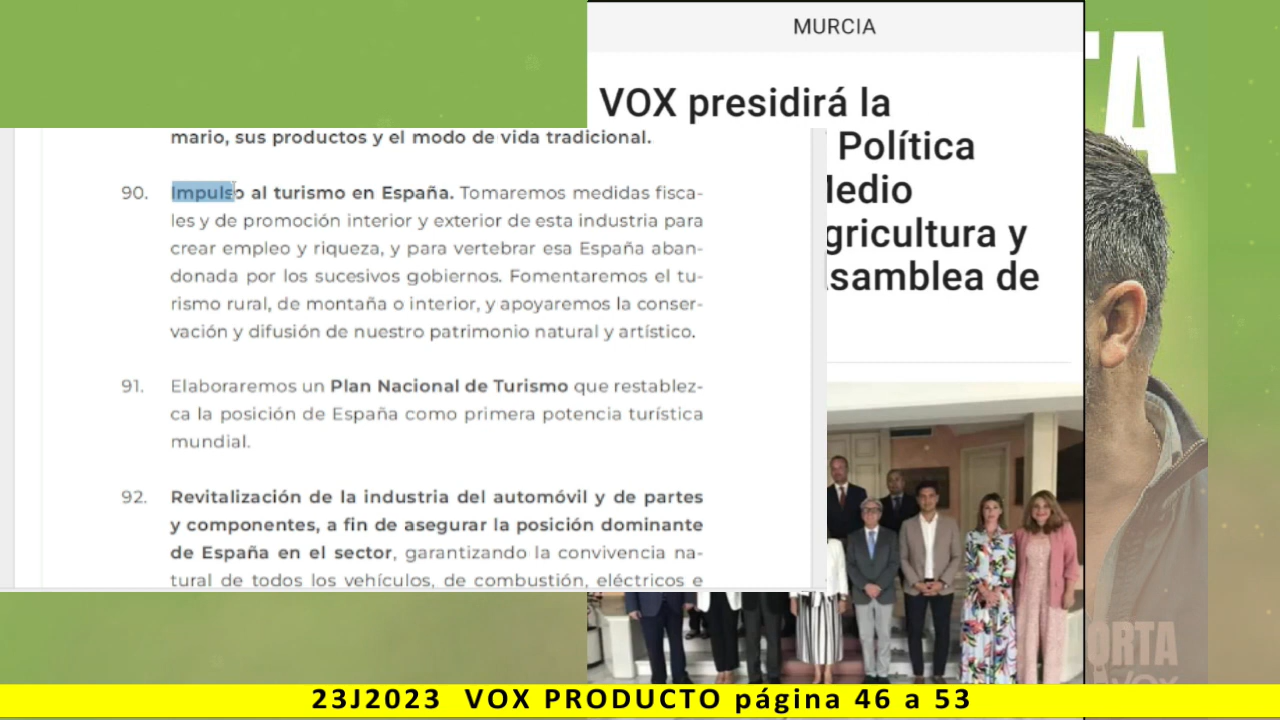 MURCIA
VOX presidirá la
Política
Medio
gricultura y
samblea de
TA
mario, sus productos y el modo de vida tradicional.
90. Impulso al turismo en España. Tomaremos medidas fisca-
les y de promoción interior y exterior de esta industria para
crear empleo y riqueza, y para vertebrar esa España aban-
donada por los sucesivos gobiernos. Fomentaremos el tu-
rismo rural, de montaña o interior, y apoyaremos la conser-
vación y difusión de nuestro patrimonio natural y artístico.
91. Elaboraremos un Plan Nacional de Turismo que restablez-
ca la posición de España como primera potencia turística
mundial.
92. Revitalización de la industria del automóvil y de partes
y componentes, a fin de asegurar la posición dominante
de España en el sector, garantizando la convivencia na-
tural de todos los vehículos, de combustión, eléctricos e
ORTA
VOX
23J2023 VOX PRODUCTO página 46 a 53